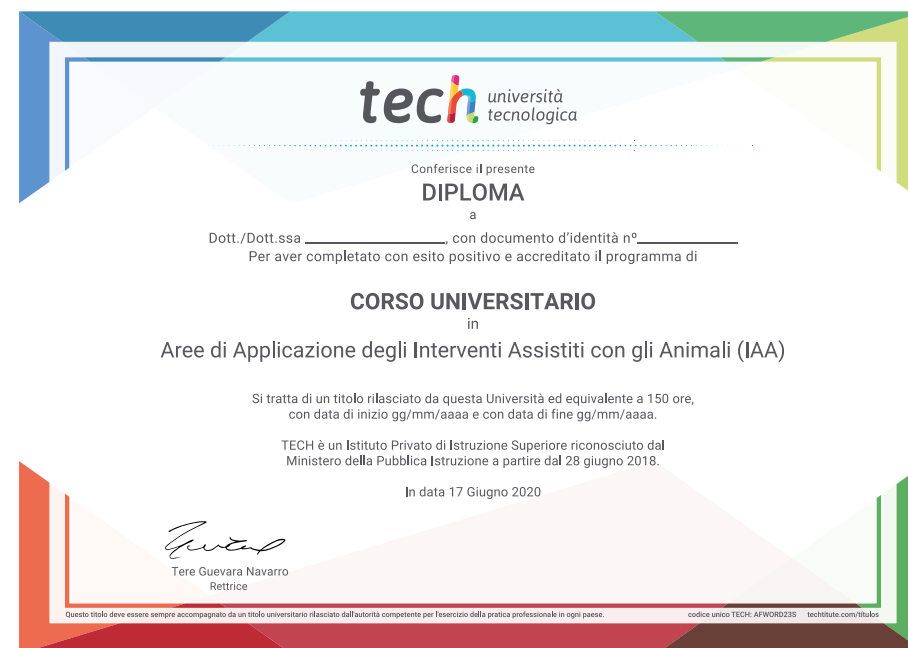 tech università
tecnologica
Conferisce il presente
DIPLOMA
a
Dott./Dott.ssa ____________________, con documento d'identità nº______________
Per aver completato con esito positivo e accreditato il programma di
CORSO UNIVERSITARIO
in
Aree di Applicazione degli Interventi Assistiti con gli Animali (IAA)
Si tratta di un titolo rilasciato da questa Università ed equivalente a 150 ore,
con data di inizio gg/mm/aaaa e con data di fine gg/mm/aaaa.
TECH è un Istituto Privato di Istruzione Superiore riconosciuto dal
Ministero della Pubblica Istruzione a partire dal 28 giugno 2018.
In data 17 Giugno 2020
Tere Guevara Navarro
Rettrice
Questo titolo deve essere sempre accompagnato da un titolo universitario rilasciato dall'autorità competente per l'esercizio della pratica professionale in ogni paese. codice unico TECH: AFWORD23S techtitute.com/titulos